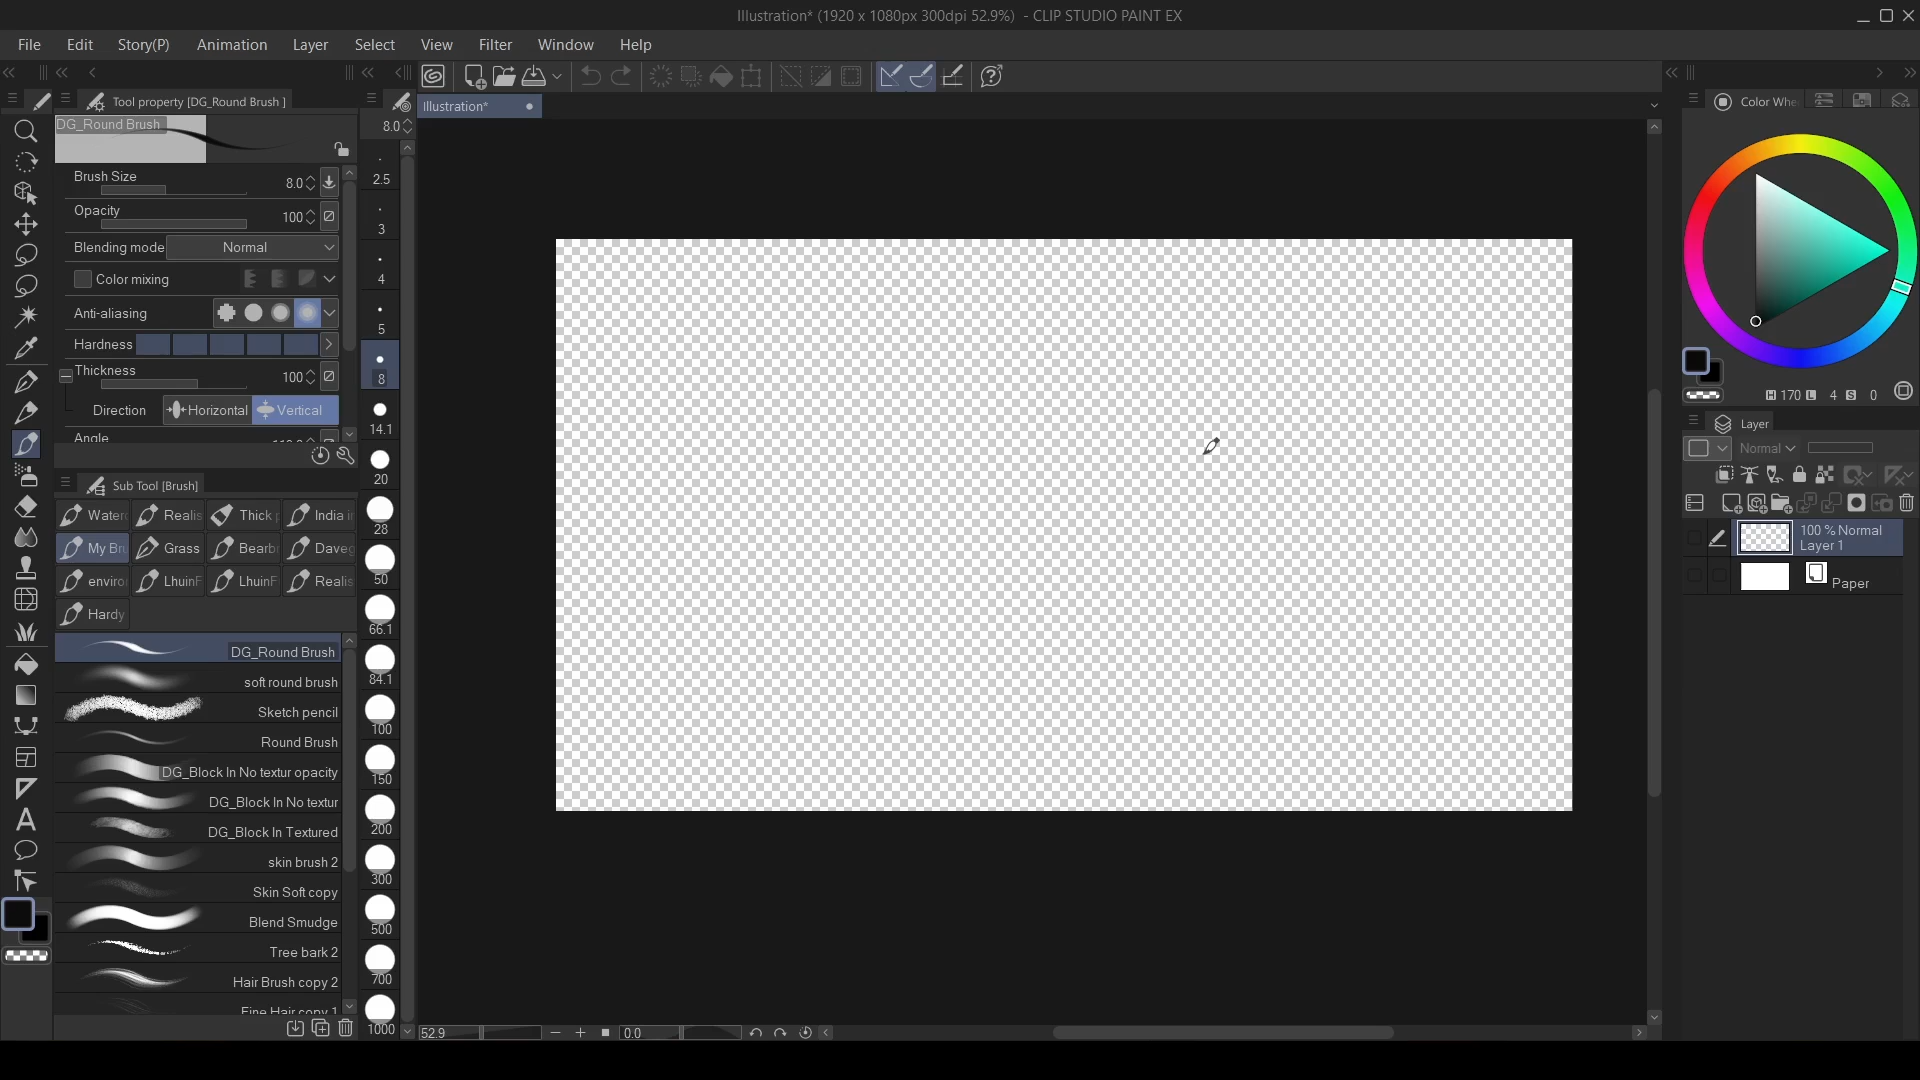 Illustration* (1920 x 1080px 300dpi 52.9%) - CLIP STUDIO PAINT EX
File Edit Story(P) Animation Layer Select View Filter Window Help
Tool property [DG_Round Brush ]
Illustration*
Color Whe
DG_Round Brush
8.0
Brush Size 8.0
Opacity 100
Blending mode Normal
Color mixing
Anti-aliasing
Hardness
Thickness 100
Direction Horizontal Vertical
Angle
Sub Tool [Brush]
Water Realis Thick India
My Bru Grass Bearb Daveg
enviro LhuinF LhuinF Realis
Hardy
DG_Round Brush
soft round brush
Sketch pencil
Round Brush
DG_Block In No textur opacity
DG_Block In No textur
DG_Block In Textured
skin brush 2
Skin Soft copy
Blend Smudge
Tree bark 2
Hair Brush copy 2
Fine Hair copy 1
2.5
3
4
5
8
14.1
20
28
50
66.1
84.1
100
150
200
300
500
700
1000
52.9 0.0
H 170 L 4 S 0
Layer
Normal
100 % Normal
Layer 1
Paper